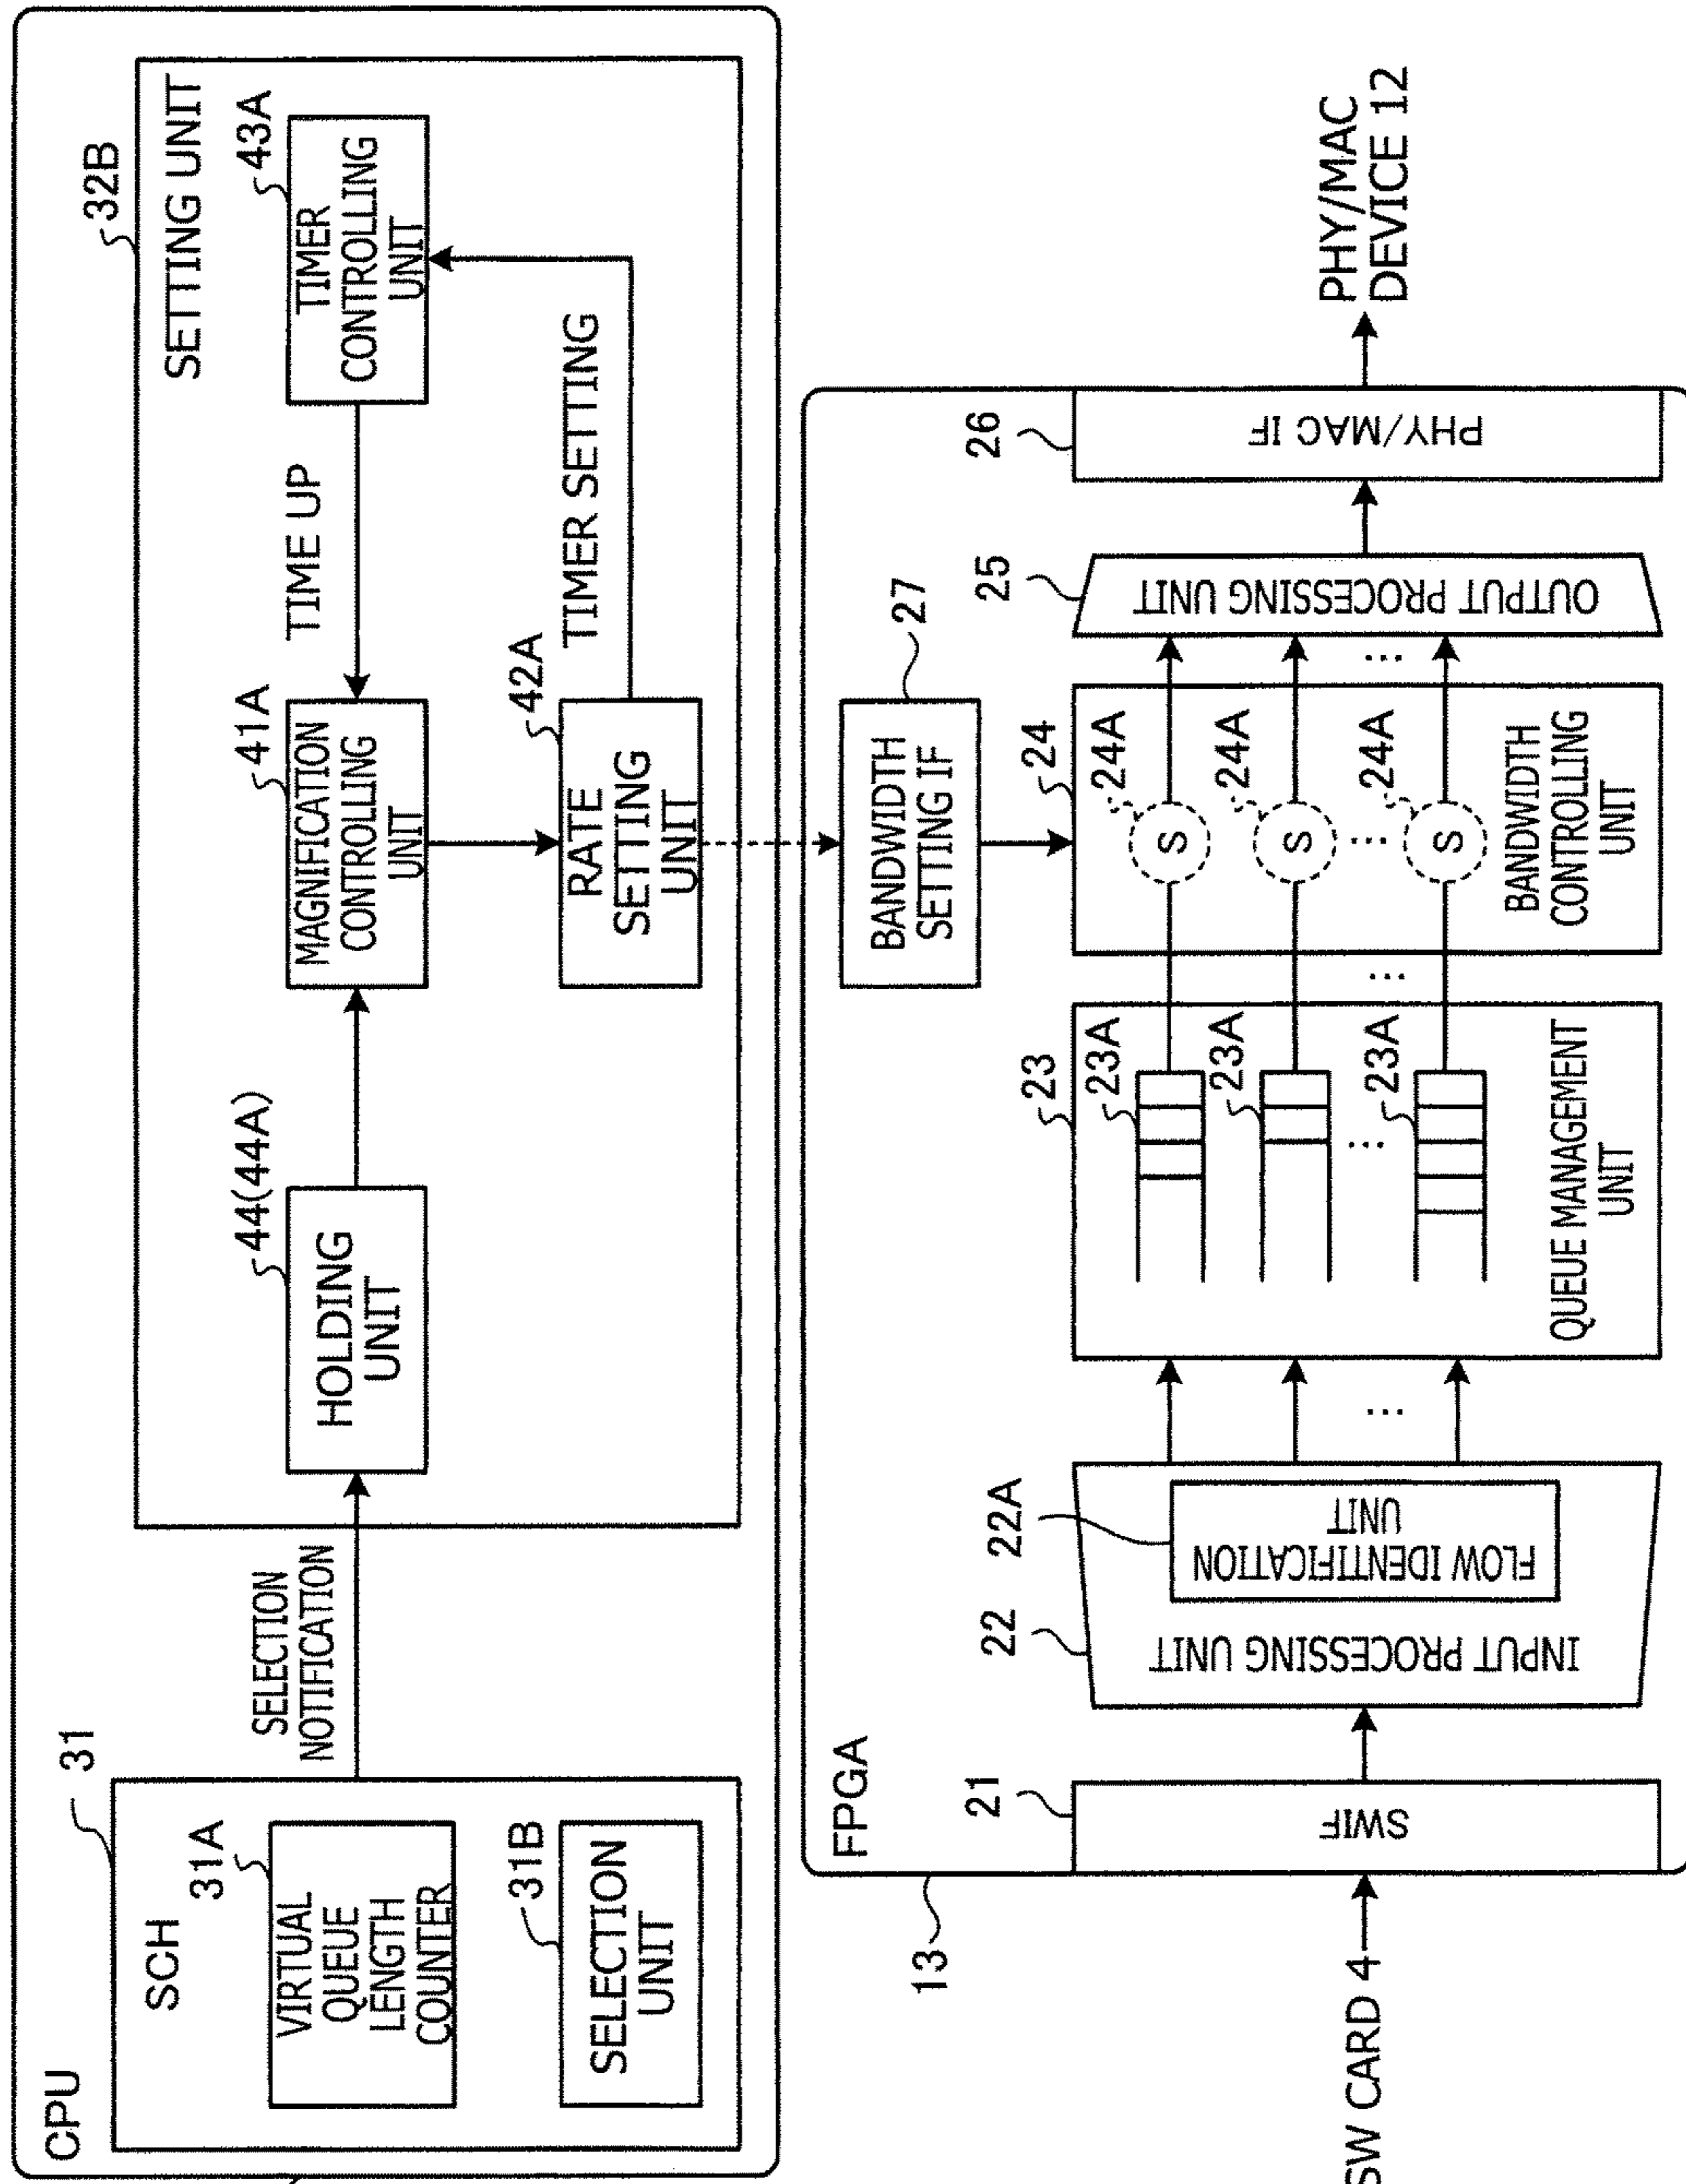 CPU
SCH
31
31A
VIRTUAL
QUEUE
LENGTH
COUNTER
31B
SELECTION
UNIT
SELECTION
NOTIFICATION
32B
SETTING UNIT
44(44A)
HOLDING
UNIT
41A
MAGNIFICATION
CONTROLLING
UNIT
TIME UP
43A
TIMER
CONTROLLING
UNIT
42A
RATE
SETTING
UNIT
TIMER SETTING
13
FPGA
27
BANDWIDTH
SETTING IF
SW CARD 4
21
SWIF
22
INPUT PROCESSING UNIT
22A
FLOW IDENTIFICATION
UNIT
...
23
23A
23A
...
23A
QUEUE MANAGEMENT
UNIT
...
24
24A
S
24A
S
...
24A
S
BANDWIDTH
CONTROLLING
UNIT
...
25
OUTPUT PROCESSING UNIT
26
PHY/MAC IF
PHY/MAC
DEVICE 12